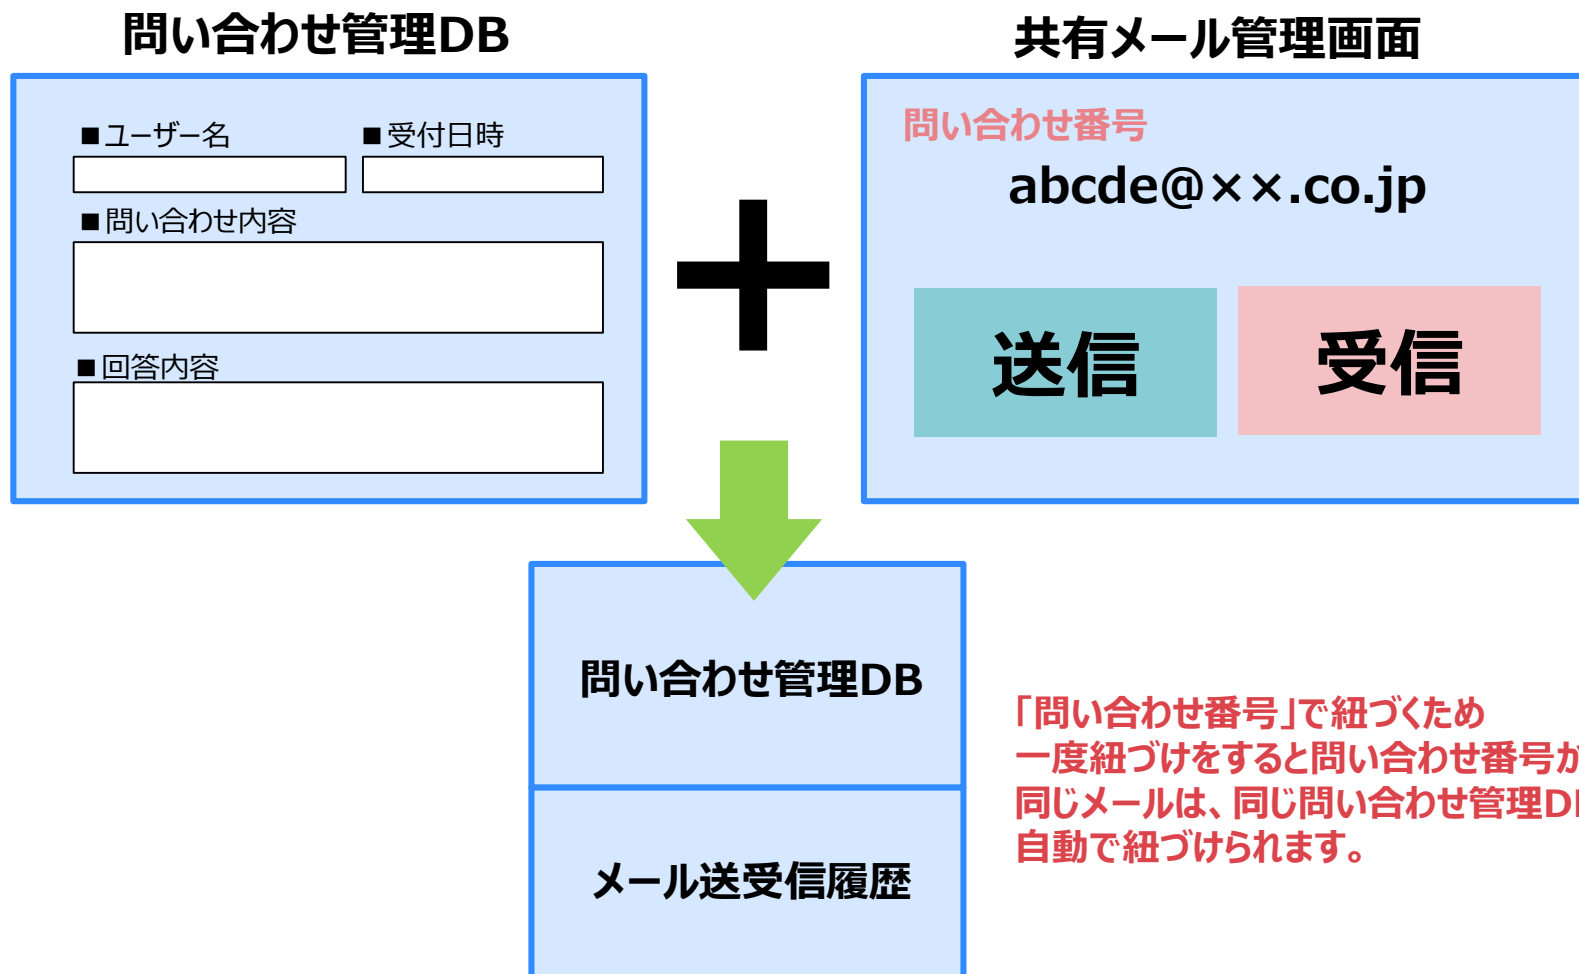 問い合わせ管理DB
共有メール管理画面
■ユーザー名
■受付日時
■問い合わせ内容
■回答内容
問い合わせ番号
abcde@××.co.jp
送信
受信
問い合わせ管理DB
メール送受信履歴
「問い合わせ番号」で紐づくため
一度紐づけをすると問い合わせ番号が
同じメールは、同じ問い合わせ管理DB
自動で紐づけられます。